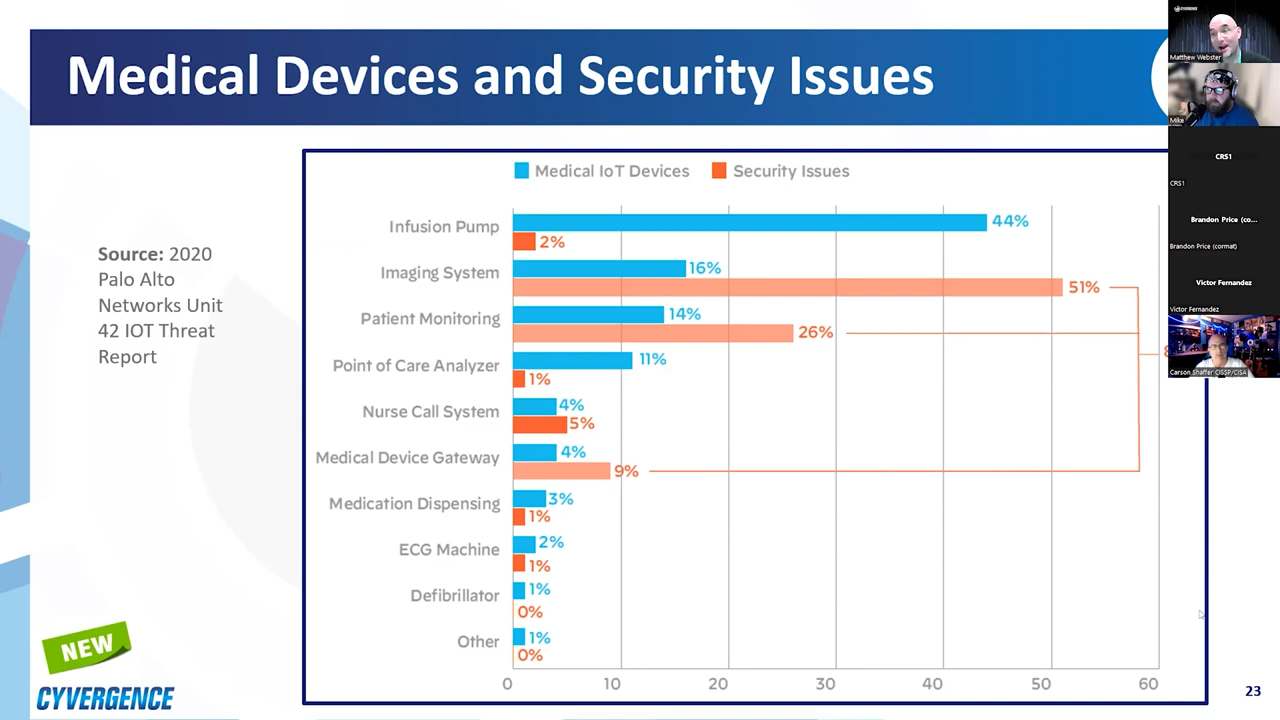 Medical Devices and Security Issues
Source: 2020
Palo Alto
Networks Unit
42 IOT Threat
Report
Medical IoT Devices
Security Issues
Infusion Pump 44%
2%
Imaging System 16%
51%
Patient Monitoring 14%
26%
Point of Care Analyzer 11%
1%
Nurse Call System 4%
5%
Medical Device Gateway 4%
9%
Medication Dispensing 3%
1%
ECG Machine 2%
1%
Defibrillator 1%
0%
Other 1%
0%
0 10 20 30 40 50 60
NEW
CYVERGENCE
23
CYVERGENCE
Matthew Webster
Mike
CRS1
CRS1
Brandon Price (co...
Brandon Price (cormat)
Victor Fernandez
Victor Fernandez
Carson Shaffer CISSP/CISA